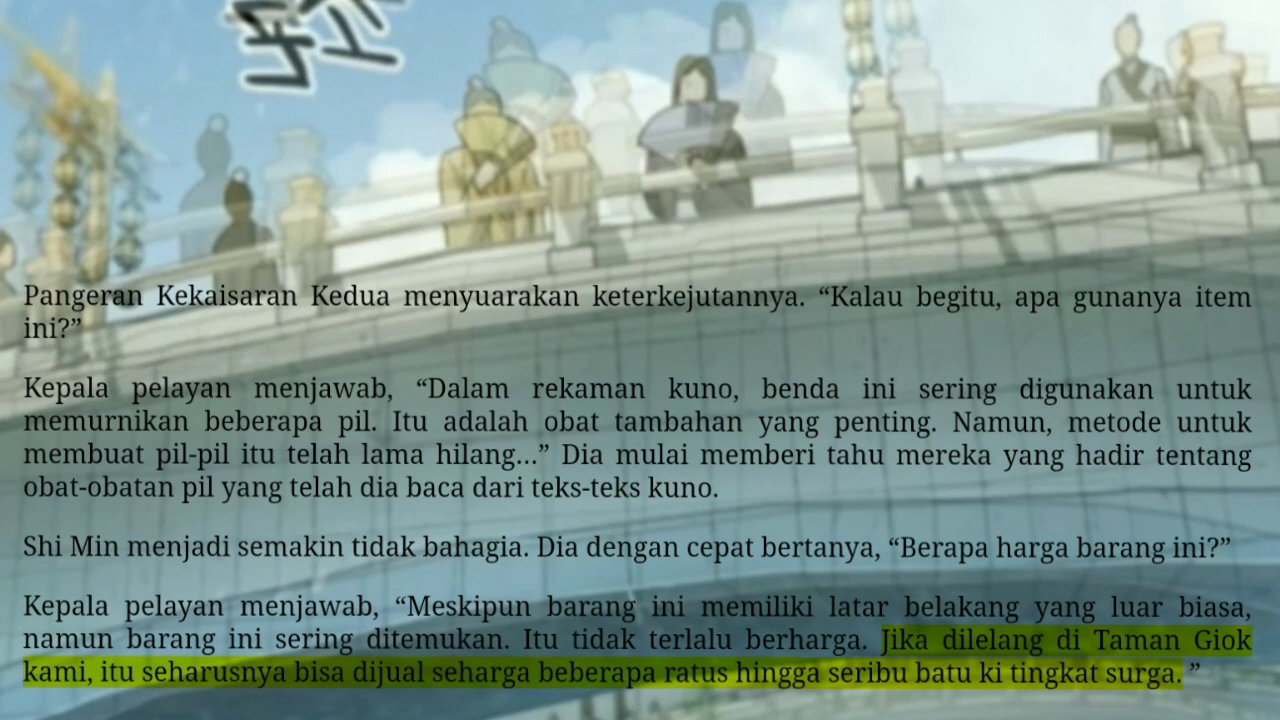 Pangeran Kekaisaran Kedua menyuarakan keterkejutannya. “Kalau begitu, apa gunanya item
ini?”
Kepala pelayan menjawab, “Dalam rekaman kuno, benda ini sering digunakan untuk
memurnikan beberapa pil. Itu adalah obat tambahan yang penting. Namun, metode untuk
membuat pil-pil itu telah lama hilang...” Dia mulai memberi tahu mereka yang hadir tentang
obat-obatan pil yang telah dia baca dari teks-teks kuno.
Shi Min menjadi semakin tidak bahagia. Dia dengan cepat bertanya, “Berapa harga barang ini?”
Kepala pelayan menjawab, “Meskipun barang ini memiliki latar belakang yang luar biasa,
namun barang ini sering ditemukan. Itu tidak terlalu berharga. Jika dilelang di Taman Giok
kami, itu seharusnya bisa dijual seharga beberapa ratus hingga seribu batu ki tingkat surga. ”